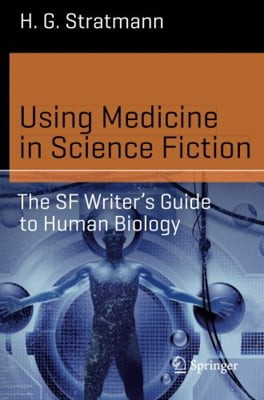 H. G. Stratmann
Using Medicine
in Science Fiction
The SF Writer's Guide
to Human Biology
Springer